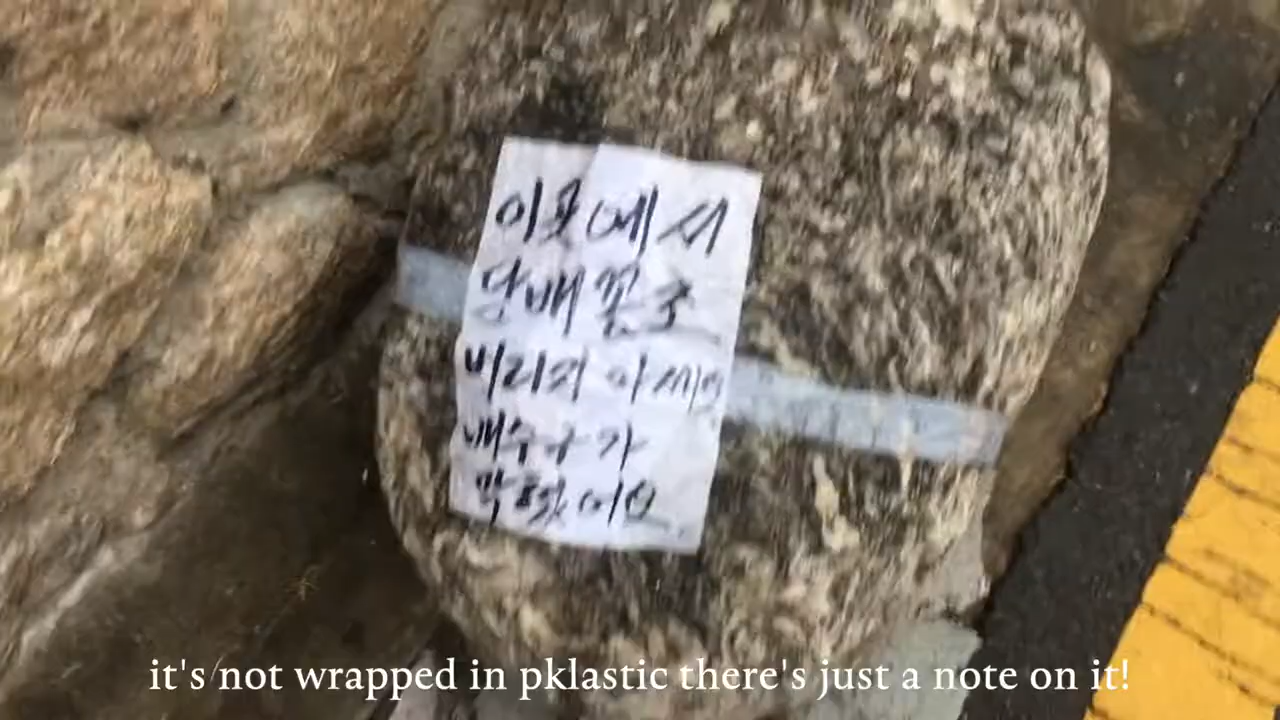 이곳에서
담배꽁초
버리지 마세요
배수구가
막혔어요
it's not wrapped in pklastic there's just a note on it!